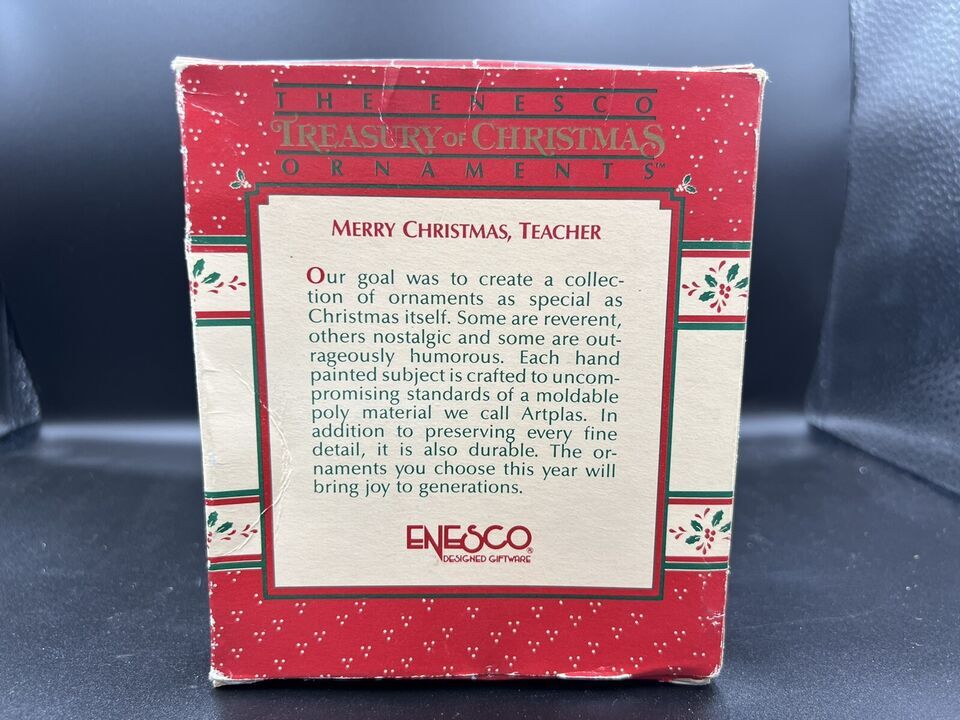 THE ENESCO
TREASURY OF CHRISTMAS
ORNAMENTS™
MERRY CHRISTMAS, TEACHER
Our goal was to create a collec-
tion of ornaments as special as
Christmas itself. Some are reverent,
others nostalgic and some are out-
rageously humorous. Each hand
painted subject is crafted to uncom-
promising standards of a moldable
poly material we call Artplas. In
addition to preserving every fine
detail, it is also durable. The or-
naments you choose this year will
bring joy to generations.
ENESCO®
DESIGNED GIFTWARE